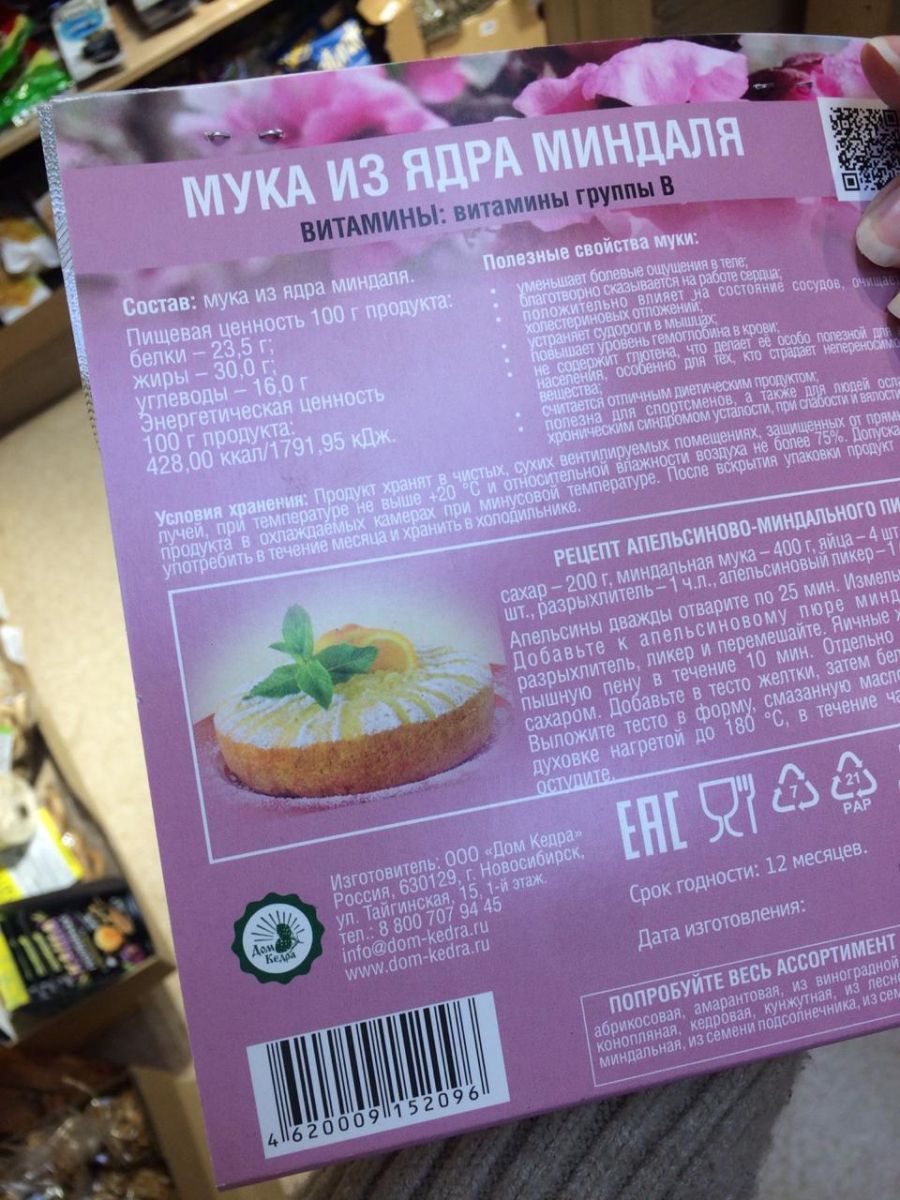 МУКА ИЗ ЯДРА МИНДАЛЯ
ВИТАМИНЫ: витамины группы В
Состав: мука из ядра миндаля.
Пищевая ценность 100 г продукта:
белки – 23,5 г;
жиры – 30,0 г;
углеводы – 16,0 г
Энергетическая ценность
100 г продукта:
428,00 ккал/1791,95 кДж.
Полезные свойства муки:
• уменьшает болевые ощущения в теле;
• благотворно сказывается на работе сердца;
• положительно влияет на состояние сосудов, очищает
холестериновых отложений;
• устраняет судороги в мышцах;
• повышает уровень гемоглобина в крови;
• не содержит глютена, что делает её особо полезной для
населения, особенно для тех, кто страдает непереносимо
вещества;
• считается отличным диетическим продуктом;
• полезна для спортсменов, а также для людей осла
хроническим синдромом усталости, при слабости и вялости
Условия хранения: Продукт хранят в чистых, сухих вентилируемых помещениях, защищенных от прямы
лучей, при температуре не выше +20 °С и относительной влажности воздуха не более 75%. Допуска
продукта в охлаждаемых камерах при минусовой температуре. После вскрытия упаковки продукт
употребить в течение месяца и хранить в холодильнике.
РЕЦЕПТ АПЕЛЬСИНОВО-МИНДАЛЬНОГО ПИ
сахар – 200 г, миндальная мука – 400 г, яйца – 4 шт
шт., разрыхлитель – 1 ч.л., апельсиновый ликер – 1
Апельсины дважды отварите по 25 мин. Измель
Добавьте к апельсиновому пюре минд
разрыхлитель, ликер и перемешайте. Яичные ж
пышную пену в течение 10 мин. Отдельно
сахаром. Добавьте в тесто желтки, затем бел
Выложите тесто в форму, смазанную масло
духовке нагретой до 180 °С, в течение ча
остудите.
EAC
7
21
PAP
Изготовитель: ООО «Дом Кедра»
Россия, 630129, г. Новосибирск,
ул. Тайгинская, 15, 1-й этаж.
тел.: 8 800 707 94 45
info@dom-kedra.ru
www.dom-kedra.ru
Дом
Кедра
Срок годности: 12 месяцев.
Дата изготовления:
ПОПРОБУЙТЕ ВЕСЬ АССОРТИМЕНТ
абрикосовая, амарантовая, из виноградной
конопляная, кедровая, кунжутная, из лесно
миндальная, из семени подсолнечника, из сем
4 620009 152096